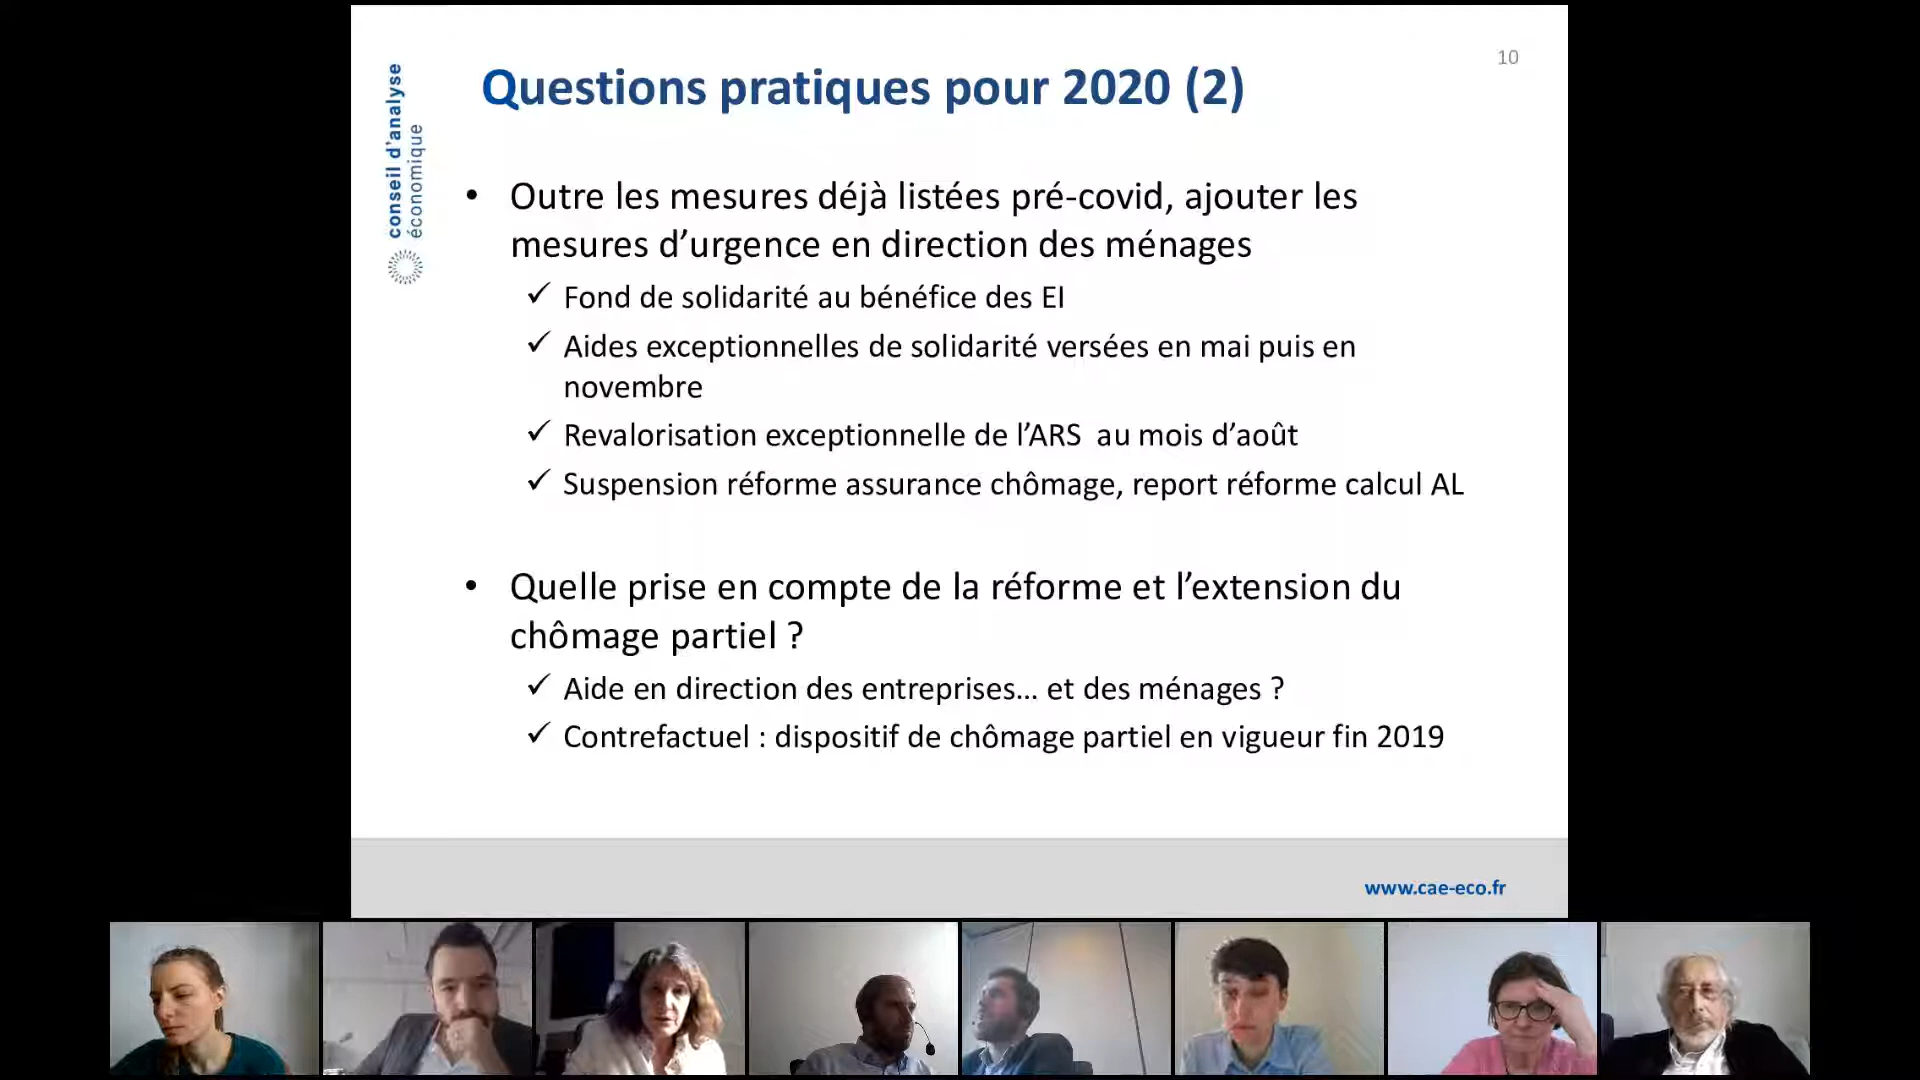 10
conseil d'analyse
économique
Questions pratiques pour 2020 (2)
• Outre les mesures déjà listées pré-covid, ajouter les
mesures d’urgence en direction des ménages
✓ Fond de solidarité au bénéfice des EI
✓ Aides exceptionnelles de solidarité versées en mai puis en
novembre
✓ Revalorisation exceptionnelle de l’ARS au mois d’août
✓ Suspension réforme assurance chômage, report réforme calcul AL
• Quelle prise en compte de la réforme et l’extension du
chômage partiel ?
✓ Aide en direction des entreprises… et des ménages ?
✓ Contrefactuel : dispositif de chômage partiel en vigueur fin 2019
www.cae-eco.fr